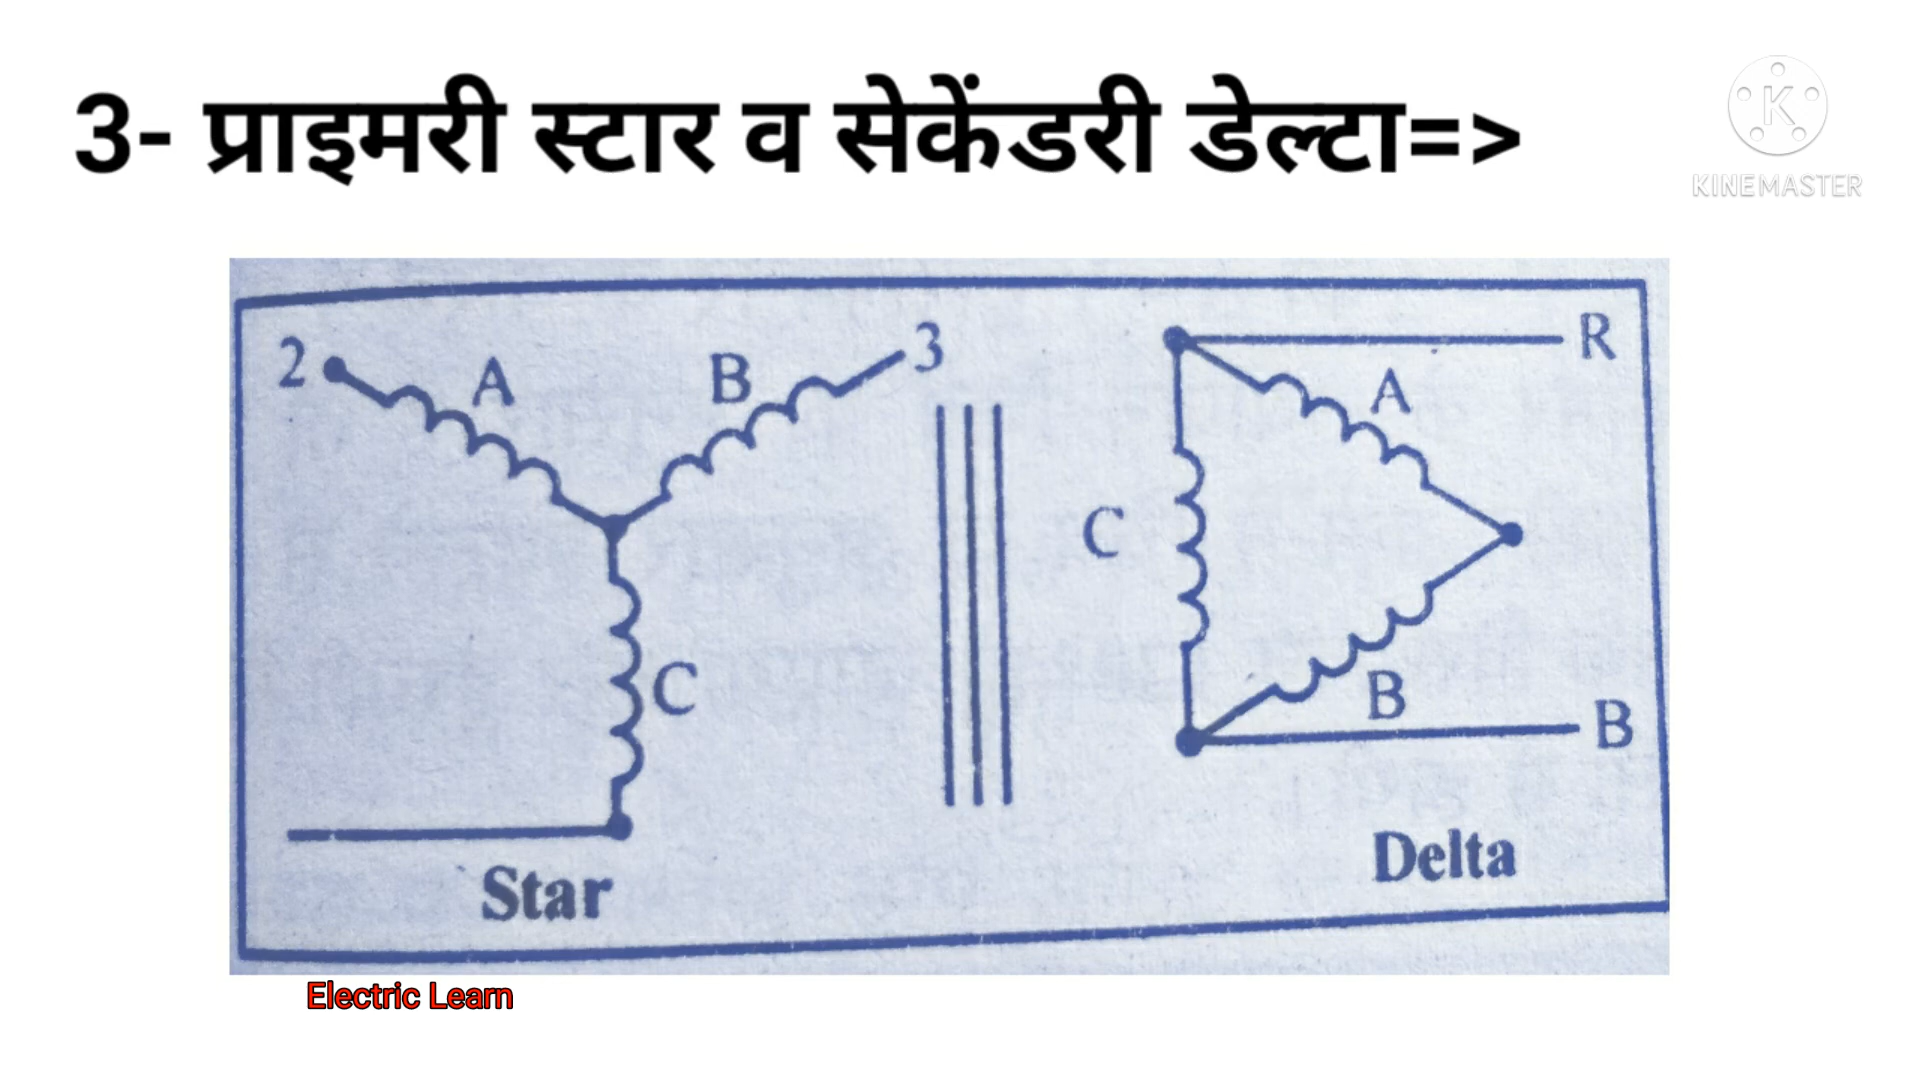 3- प्राइमरी स्टार व सेकेंडरी डेल्टा=>
K
KINEMASTER
2 A B 3
C
Star
R
A
C
B
B
Delta
Electric Learn